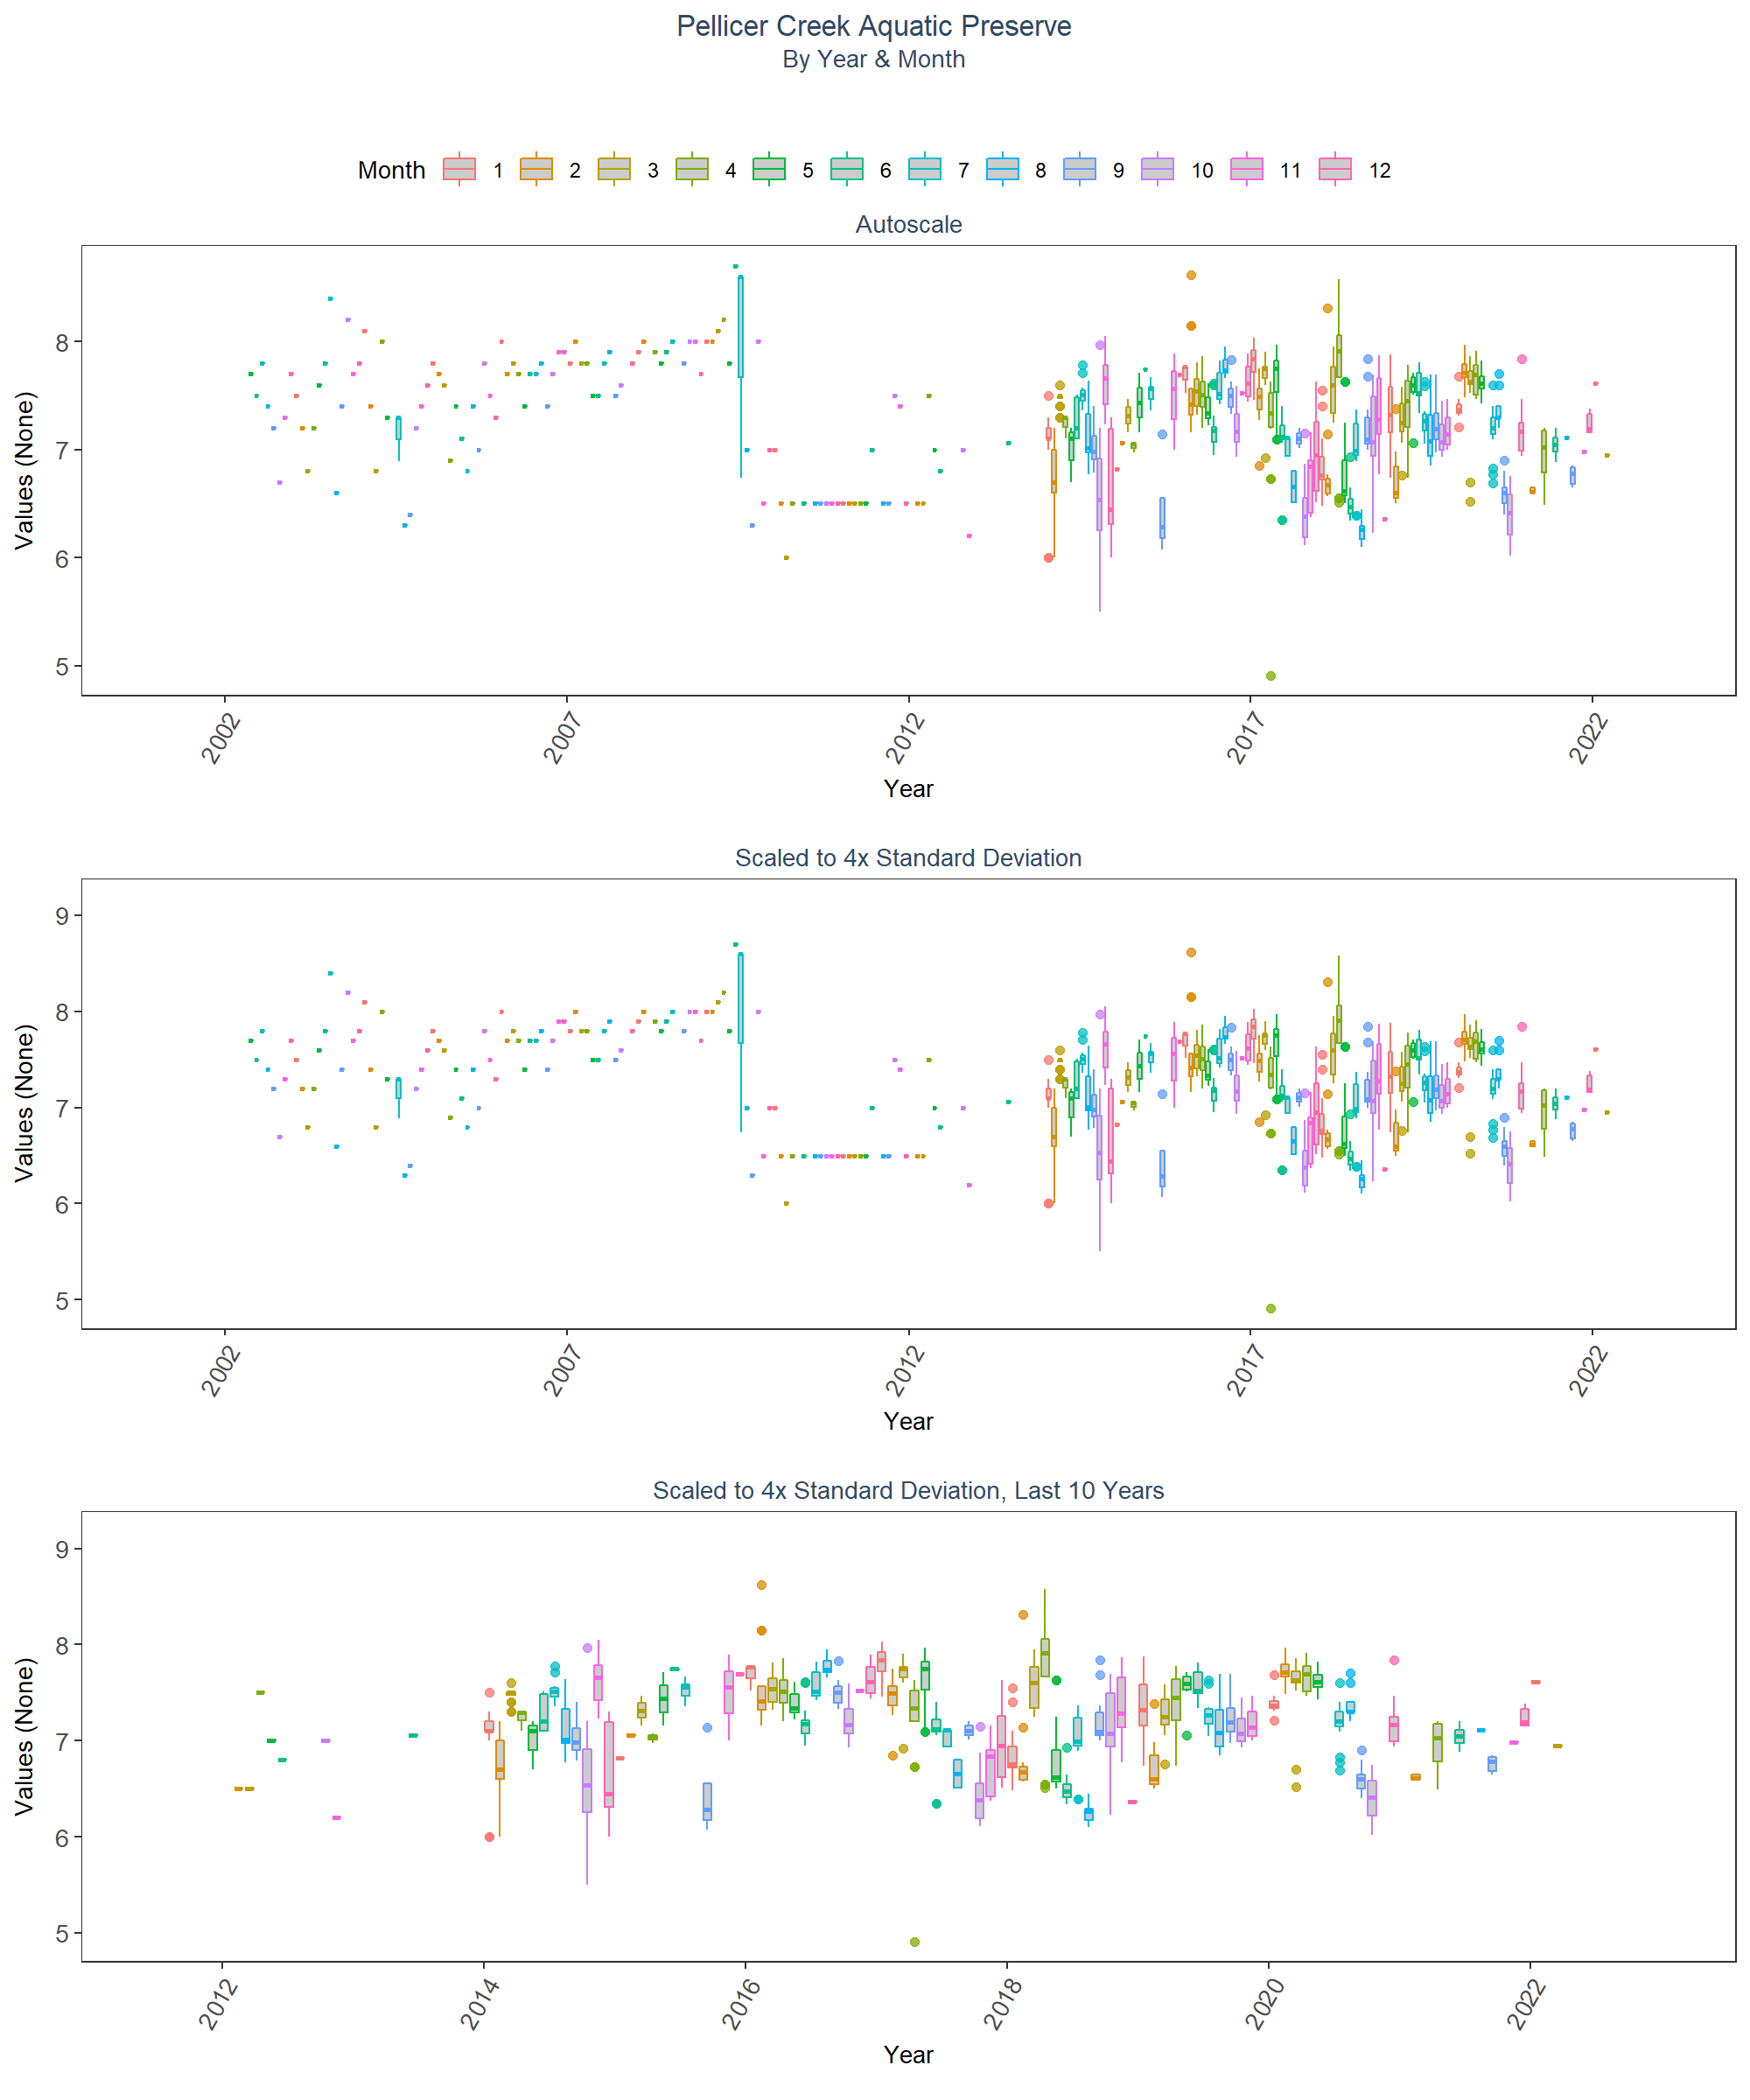 Pellicer Creek Aquatic Preserve
By Year & Month
Month 1 2 3 4 5 6 7 8 9 10 11 12
Autoscale
Values (None)
8
7
6
5
2002 2007 2012 2017 2022
Year
Scaled to 4x Standard Deviation
Values (None)
9
8
7
6
5
2002 2007 2012 2017 2022
Year
Scaled to 4x Standard Deviation, Last 10 Years
Values (None)
9
8
7
6
5
2012 2014 2016 2018 2020 2022
Year